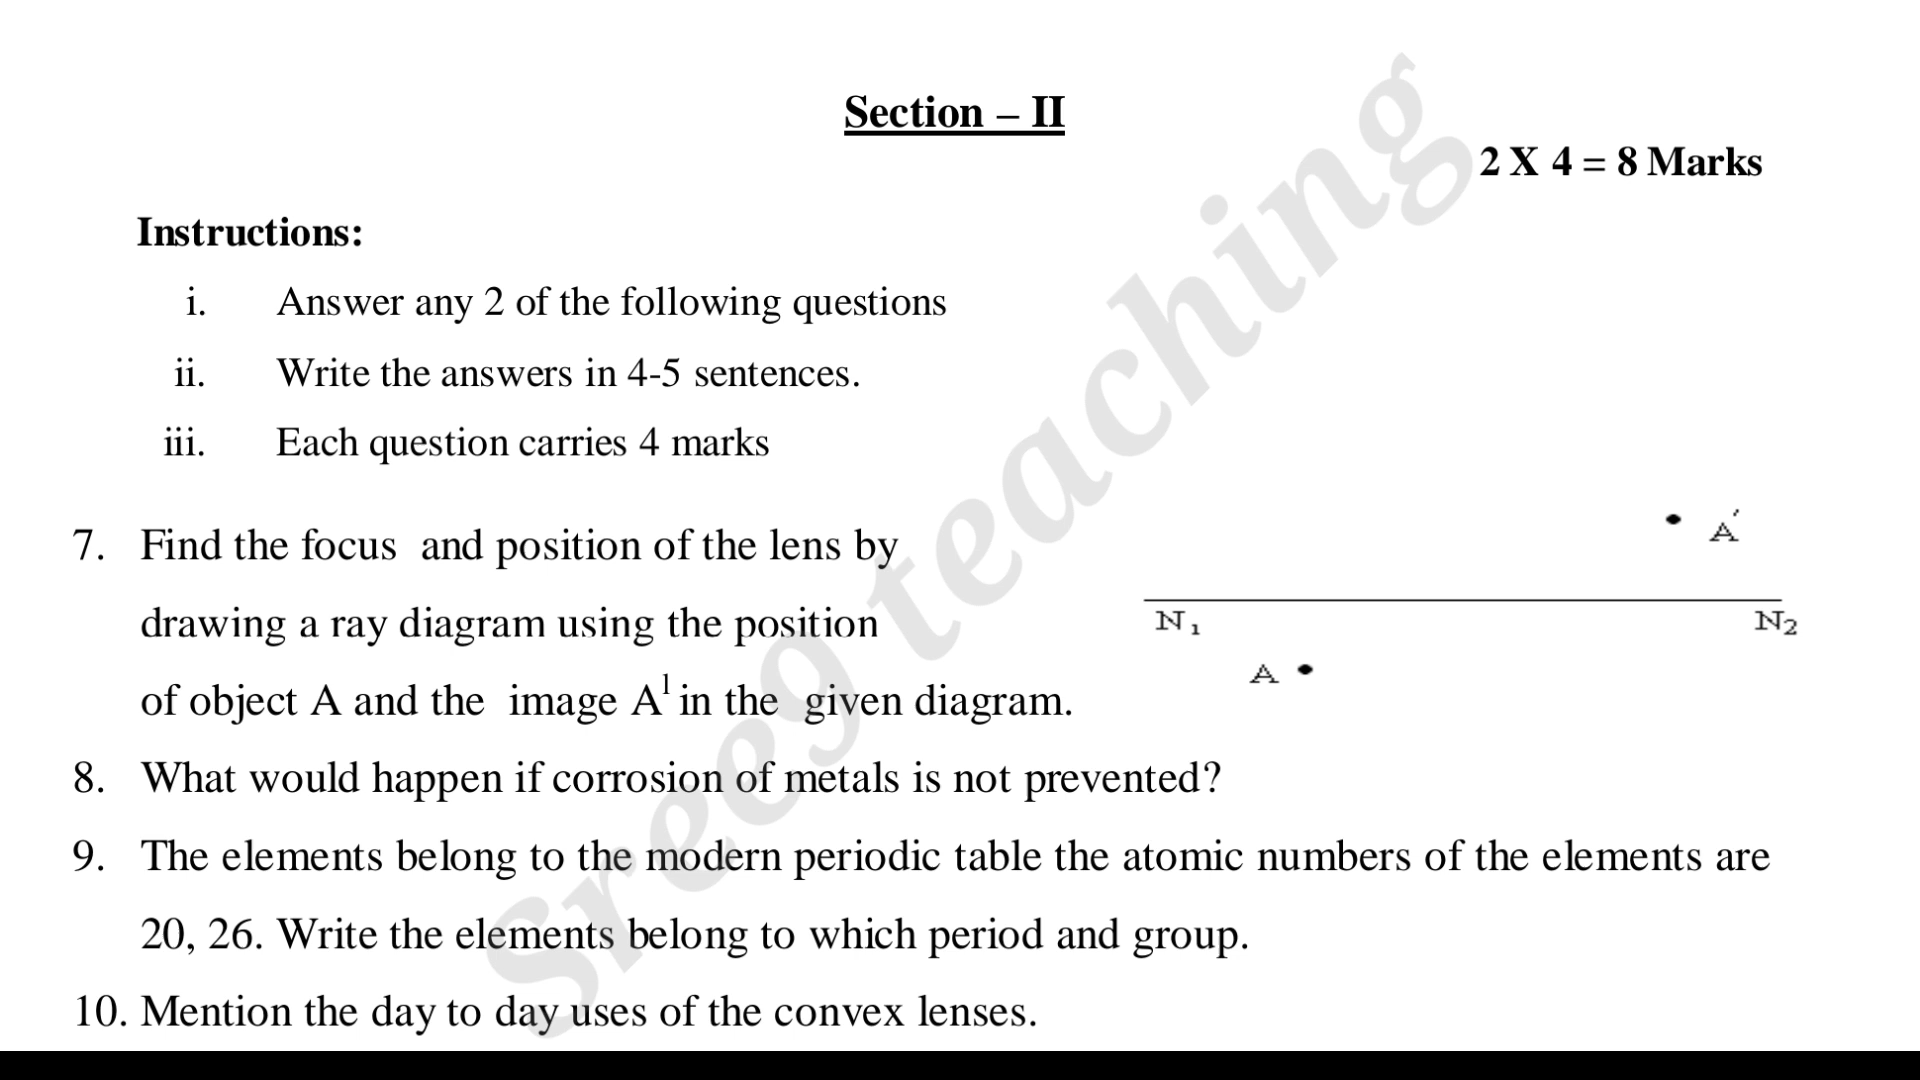 Section – II
2 X 4 = 8 Marks
Instructions:
i. Answer any 2 of the following questions
ii. Write the answers in 4-5 sentences.
iii. Each question carries 4 marks
7. Find the focus and position of the lens by
drawing a ray diagram using the position
of object A and the image A¹ in the given diagram.
A′
N₁ N₂
A
8. What would happen if corrosion of metals is not prevented?
9. The elements belong to the modern periodic table the atomic numbers of the elements are
20, 26. Write the elements belong to which period and group.
10. Mention the day to day uses of the convex lenses.
Sree9 teaching